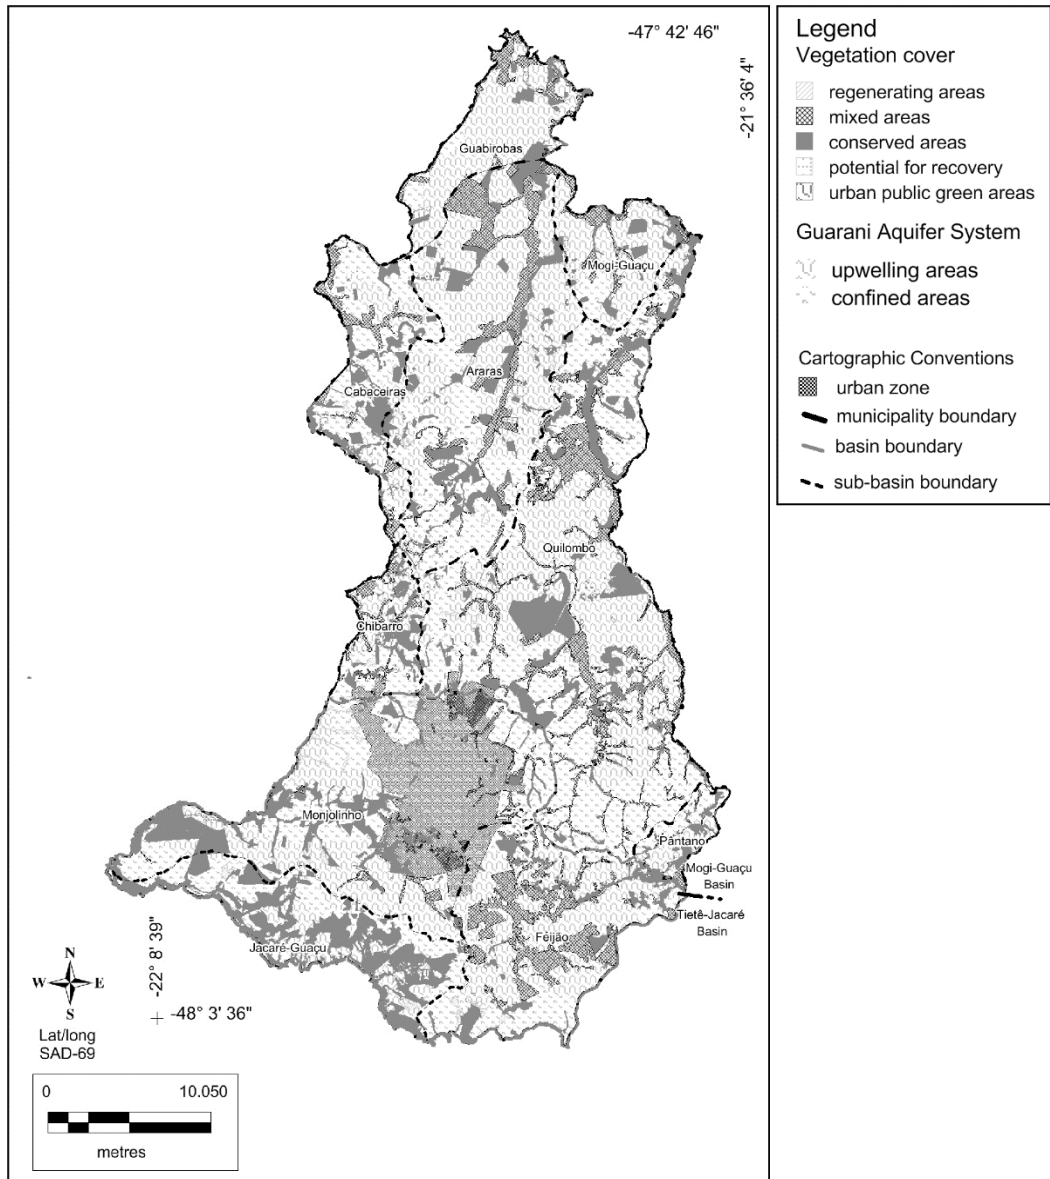 -47° 42' 46"
-21° 36' 4"
Guabirobas
Mogi-Guaçu
Araras
Cabaceiras
Quilombo
Chibarro
Monjolinho
Pântano
Mogi-Guaçu
Basin
Tietê-Jacaré
Basin
Feijão
Jacaré-Guaçu
-22° 8' 39"
-48° 3' 36"
N
W
E
S
Lat/long
SAD-69
0 10.050
metres
Legend
Vegetation cover
regenerating areas
mixed areas
conserved areas
potential for recovery
urban public green areas
Guarani Aquifer System
upwelling areas
confined areas
Cartographic Conventions
urban zone
municipality boundary
basin boundary
sub-basin boundary